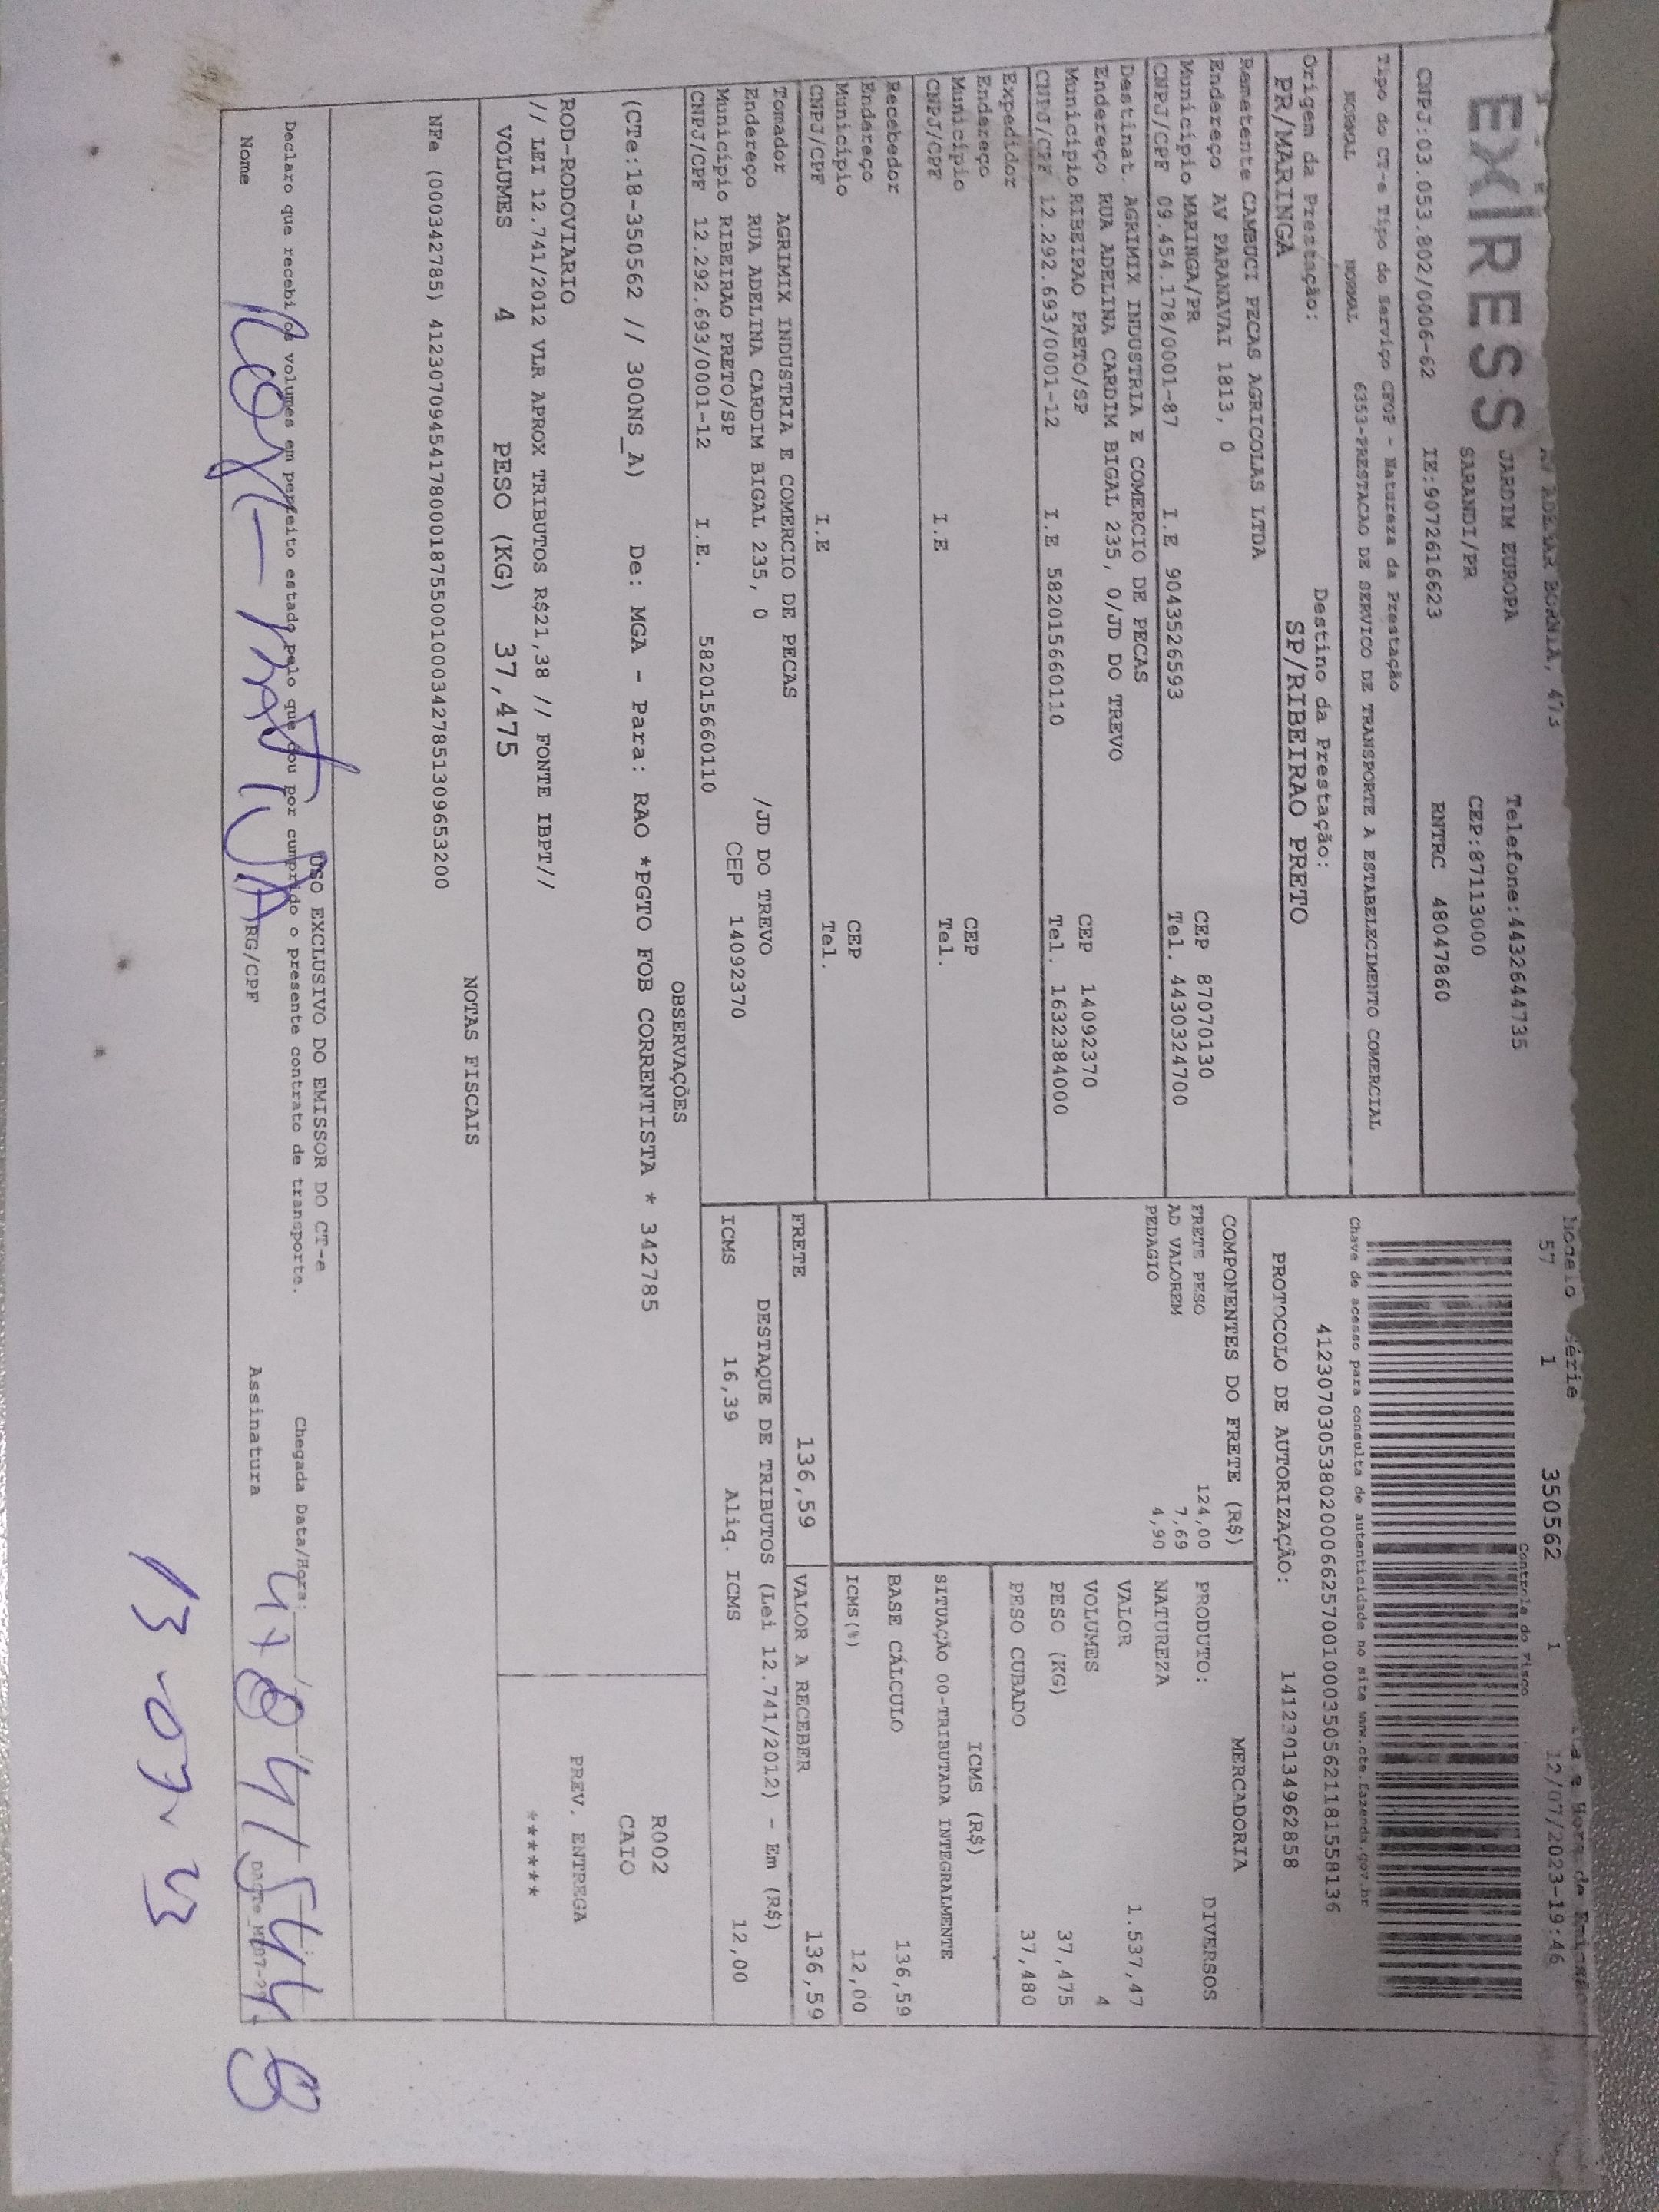 EXPRESS
JARDIM EUROPA
SARANDI/PR
Telefone:4432644735
CEP:87113000
CNPJ:03.053.802/0006-62 IE:9072616623 RNTRC 48047860
Tipo do CT-e Tipo do Serviço CFOP - Natureza da Prestação
NORMAL NORMAL 6353-PRESTACAO DE SERVICO DE TRANSPORTE A ESTABELECIMENTO COMERCIAL
Origem da Prestação: Destino da Prestação:
PR/MARINGA SP/RIBEIRAO PRETO
Remetente CAMBUCI PECAS AGRICOLAS LTDA
Endereço AV PARANAVAI 1813, 0
Município MARINGA/PR CEP 87070130
CNPJ/CPF 09.454.178/0001-87 I.E 9043526593 Tel. 4430324700
Destinat. AGRIMIX INDUSTRIA E COMERCIO DE PECAS
Endereço RUA ADELINA CARDIM BIGAL 235, 0/JD DO TREVO
Município RIBEIRAO PRETO/SP CEP 14092370
CNPJ/CPF 12.292.693/0001-12 I.E 582015660110 Tel. 1632384000
Expedidor
Endereço
Município CEP
CNPJ/CPF I.E Tel.
Recebedor
Endereço
Município CEP
CNPJ/CPF I.E Tel.
Tomador AGRIMIX INDUSTRIA E COMERCIO DE PECAS
Endereço RUA ADELINA CARDIM BIGAL 235, 0 /JD DO TREVO
Município RIBEIRAO PRETO/SP CEP 14092370
CNPJ/CPF 12.292.693/0001-12 I.E. 582015660110
Modelo Série
57 1 350562 1 12/07/2023-19:46
Controle do Fisco
Chave de acesso para consulta de autenticidade no site www.cte.fazenda.gov.br
41230703053802000662570010003505621181558136
PROTOCOLO DE AUTORIZAÇÃO: 141230134962858
COMPONENTES DO FRETE (R$)
FRETE PESO 124,00
AD VALOREM 7,69
PEDAGIO 4,90
MERCADORIA
PRODUTO: DIVERSOS
NATUREZA
VALOR 1.537,47
VOLUMES 4
PESO (KG) 37,475
PESO CUBADO 37,480
ICMS (R$)
SITUAÇÃO 00-TRIBUTADA INTEGRALMENTE
BASE CÁLCULO 136,59
ICMS(%) 12,00
FRETE 136,59 VALOR A RECEBER 136,59
DESTAQUE DE TRIBUTOS (Lei 12.741/2012) - Em (R$)
ICMS 16,39 Aliq. ICMS 12,00
OBSERVAÇÕES
(CTe:18-350562 // 300NS_A) De: MGA - Para: RAO *PGTO FOB CORRENTISTA * 342785
ROD-RODOVIARIO
// LEI 12.741/2012 VLR APROX TRIBUTOS R$21,38 // FONTE IBPT//
R002
CAIO
PREV. ENTREGA
******
VOLUMES 4 PESO (KG) 37,475
NOTAS FISCAIS
NFe (000342785) 41230709454178000187550010003427851309653200
USO EXCLUSIVO DO EMISSOR DO CT-e
Declaro que recebi os volumes em perfeito estado pelo que dou por cumprido o presente contrato de transporte. Chegada Data/Hora:
Nome RG/CPF Assinatura